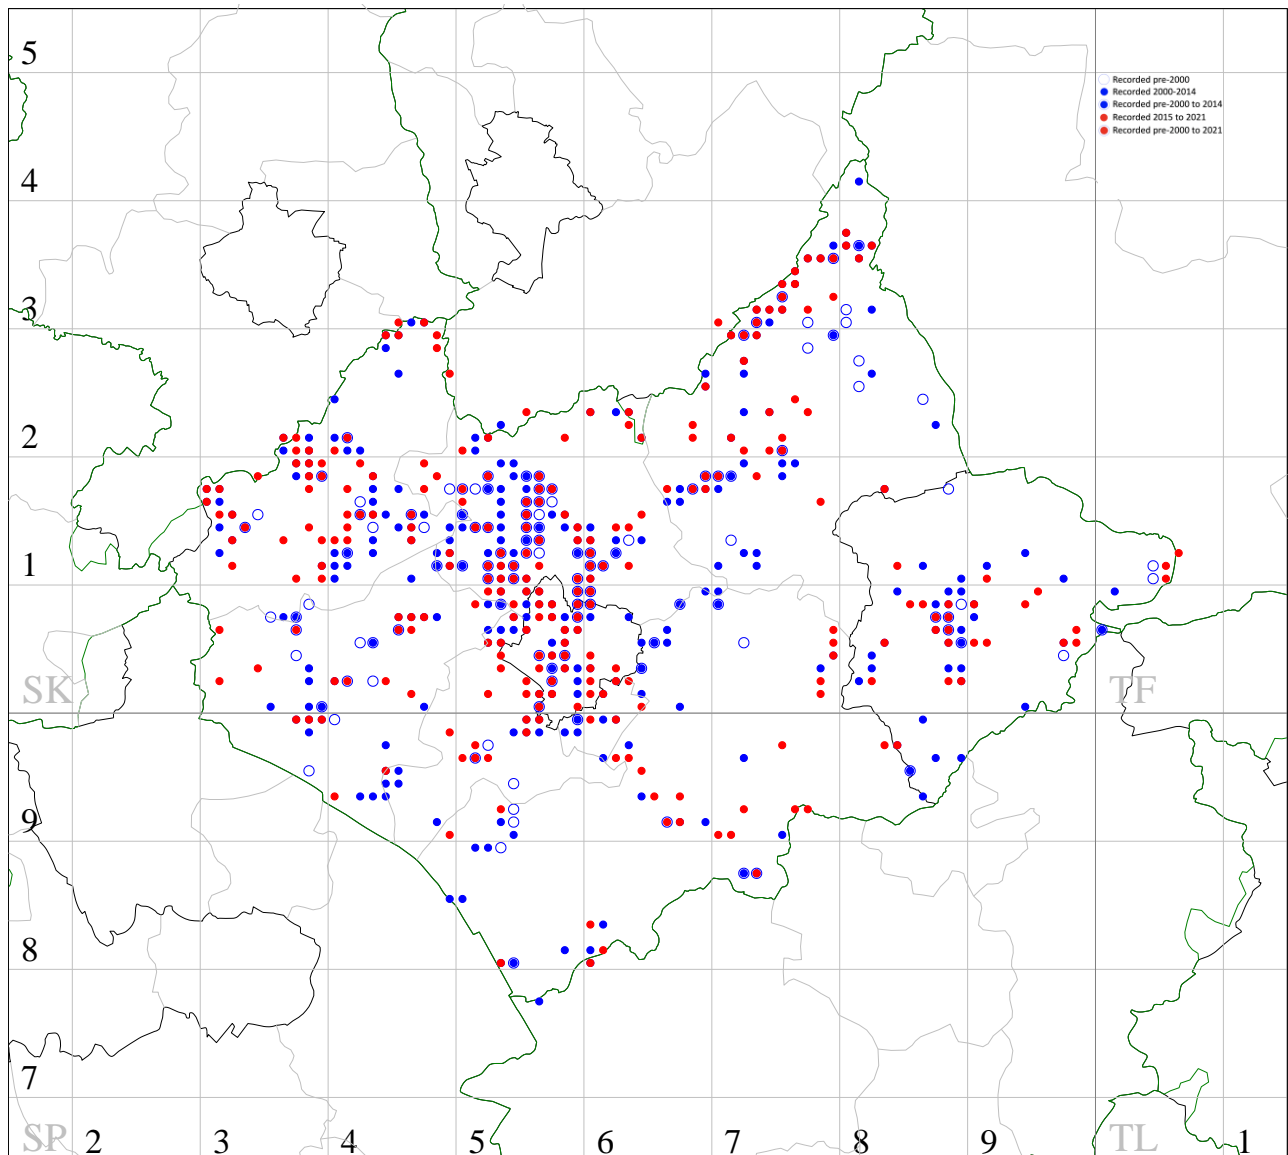 5
Recorded pre-2000
Recorded 2000-2014
Recorded pre-2000 to 2014
Recorded 2015 to 2021
Recorded pre-2000 to 2021
4
3
2
1
SK
TF
9
8
7
SP 2 3 4 5 6 7 8 9 TL 1